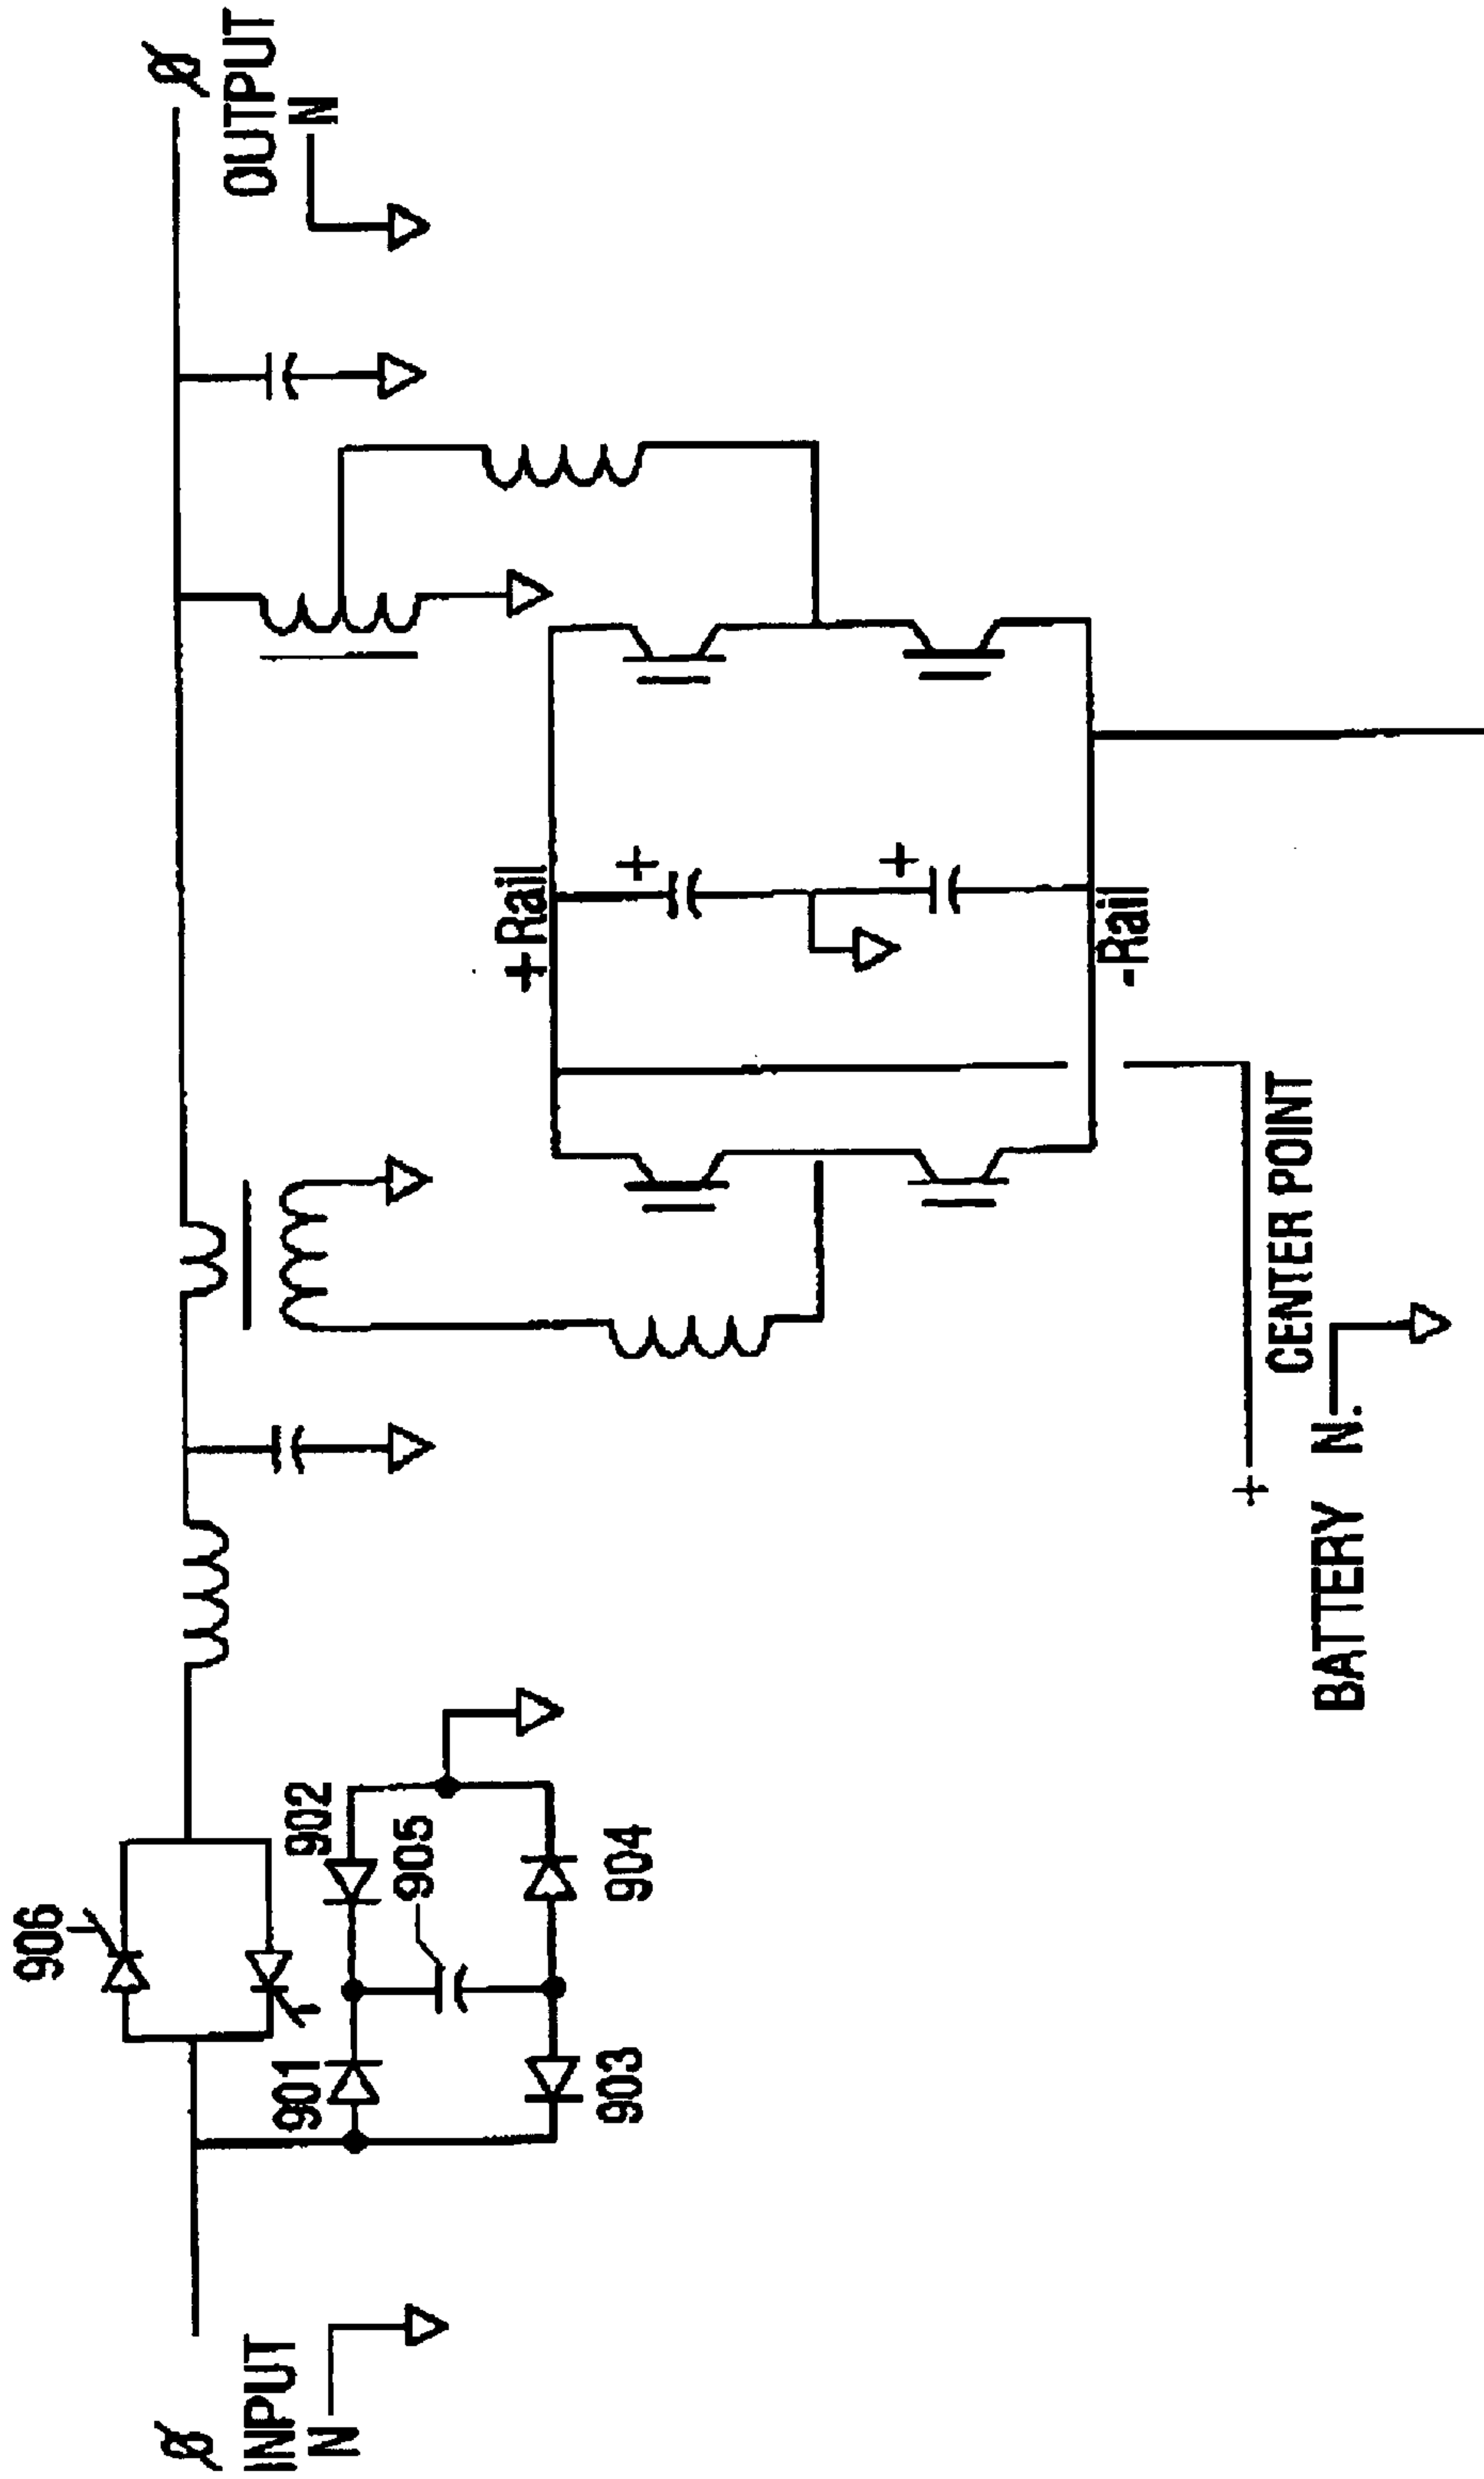 Ø
INPUT
N
906
901
902
905
903
904
+ Rail
+
+
- Rail
+
CENTER POINT
BATTERY N.
Ø
OUTPUT
N